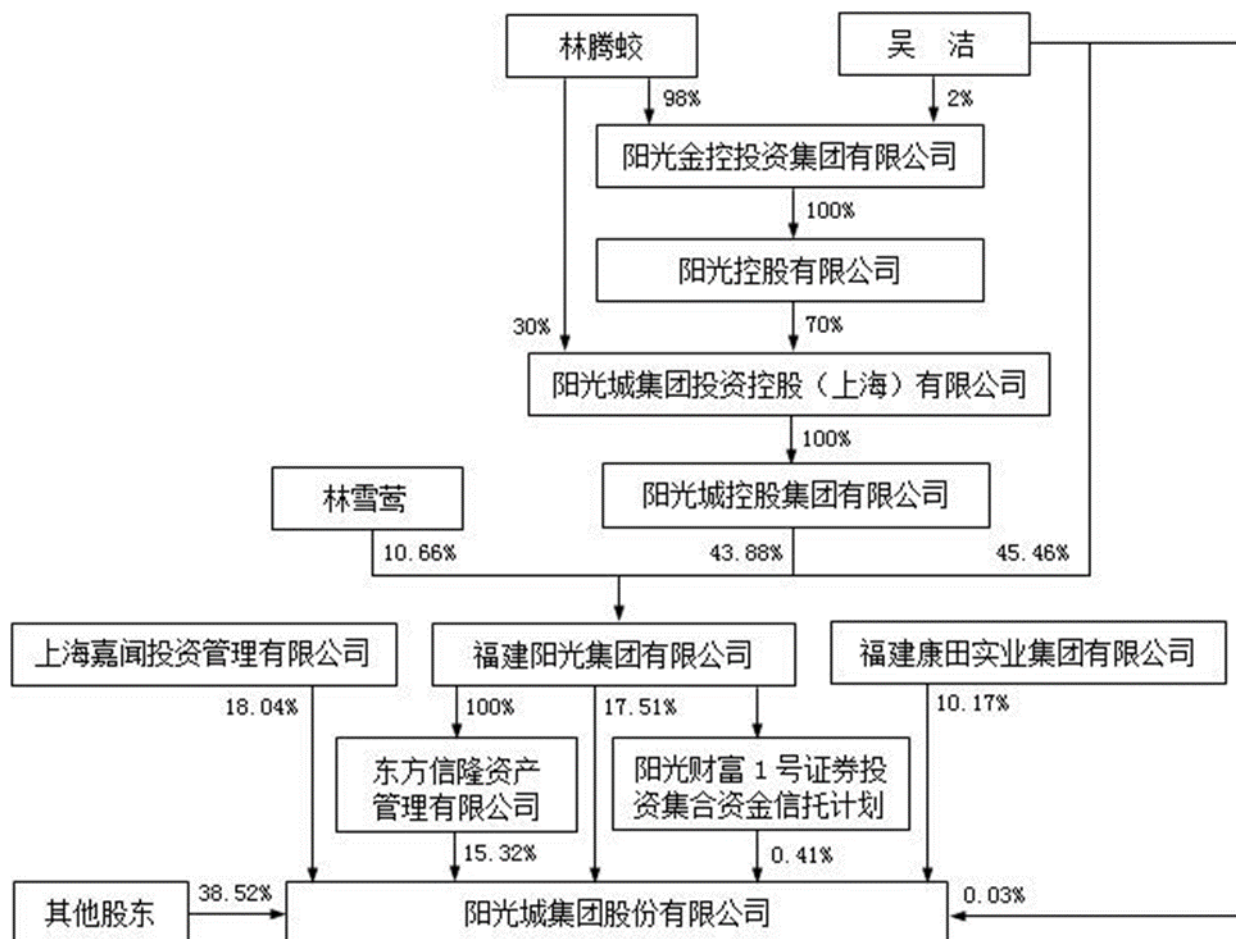 林腾蛟
吴 洁
98%
2%
阳光金控投资集团有限公司
100%
阳光控股有限公司
30%
70%
阳光城集团投资控股（上海）有限公司
100%
林雪莺
阳光城控股集团有限公司
10.66%
43.88%
45.46%
上海嘉闻投资管理有限公司
福建阳光集团有限公司
福建康田实业集团有限公司
18.04%
100%
17.51%
10.17%
东方信隆资产
管理有限公司
阳光财富1号证券投
资集合资金信托计划
15.32%
0.41%
其他股东
38.52%
阳光城集团股份有限公司
0.03%